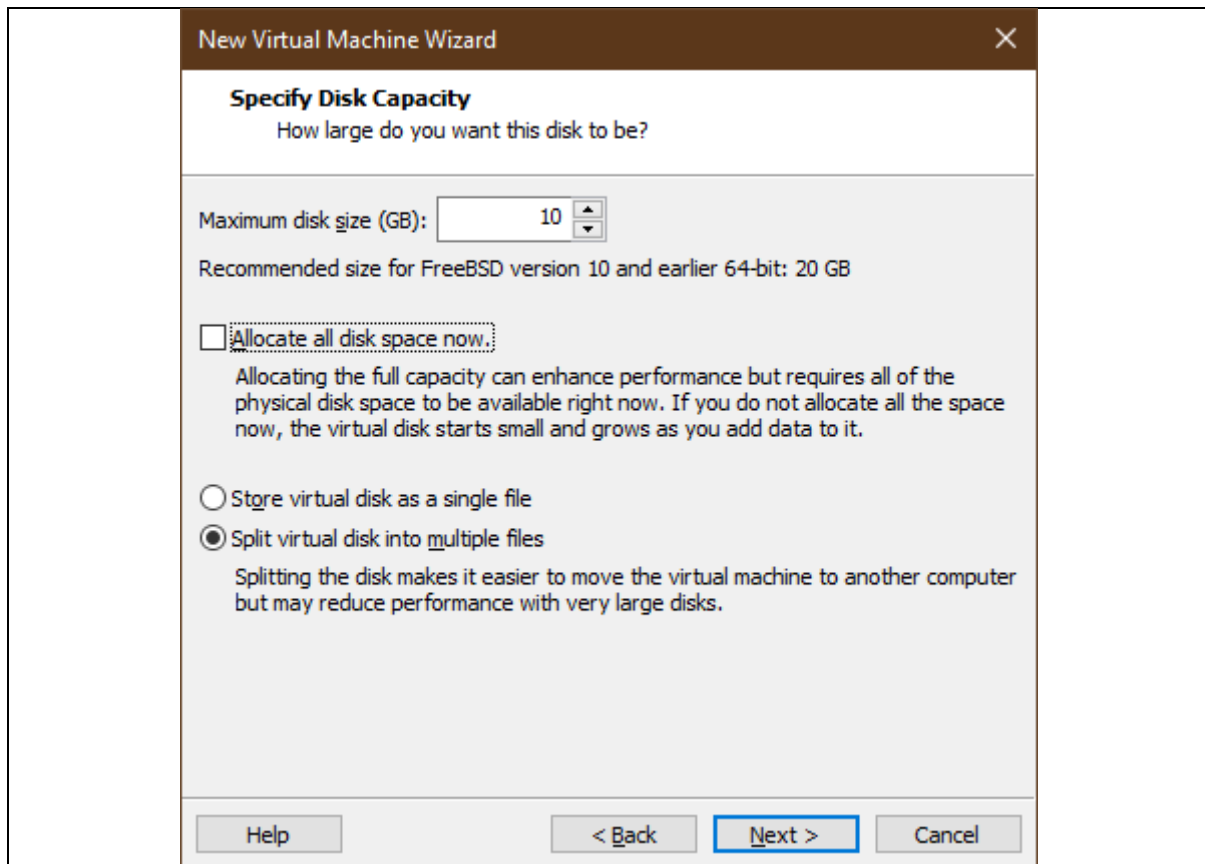 New Virtual Machine Wizard
Specify Disk Capacity
How large do you want this disk to be?
Maximum disk size (GB): 10
Recommended size for FreeBSD version 10 and earlier 64-bit: 20 GB
Allocate all disk space now.
Allocating the full capacity can enhance performance but requires all of the
physical disk space to be available right now. If you do not allocate all the space
now, the virtual disk starts small and grows as you add data to it.
Store virtual disk as a single file
Split virtual disk into multiple files
Splitting the disk makes it easier to move the virtual machine to another computer
but may reduce performance with very large disks.
Help < Back Next > Cancel